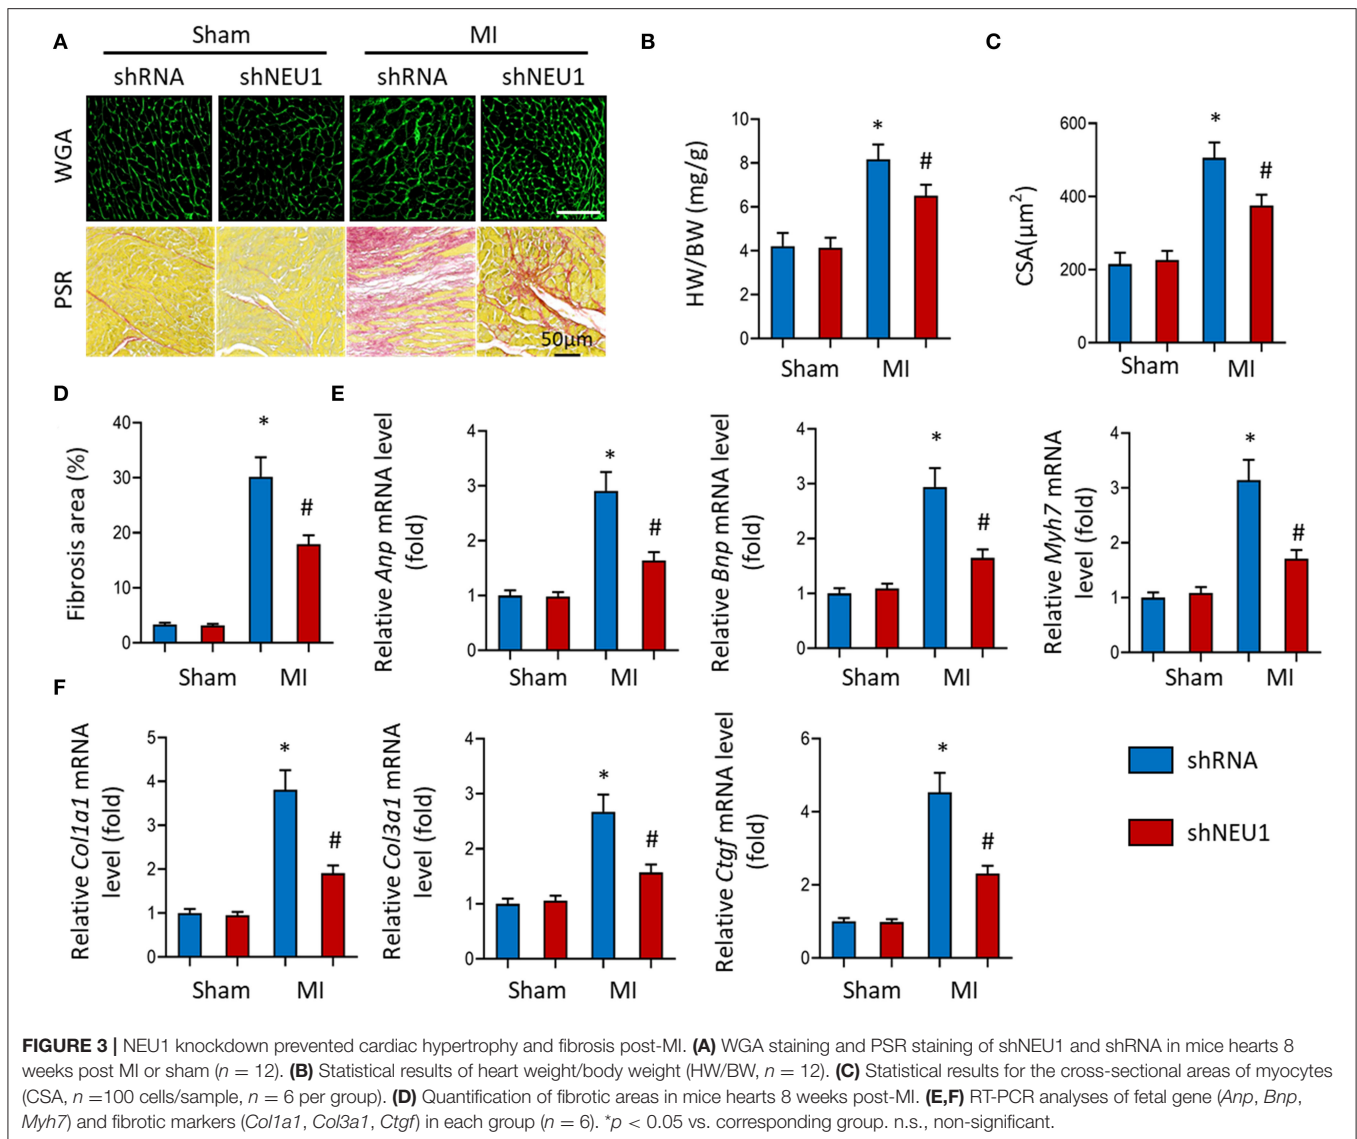 A
Sham
MI
shRNA
shNEU1
shRNA
shNEU1
WGA
PSR
50µm
B
HW/BW (mg/g)
10
8
6
4
2
0
*
#
Sham
MI
C
CSA(µm²)
600
400
200
0
*
#
Sham
MI
D
Fibrosis area (%)
40
30
20
10
0
*
#
Sham
MI
E
Relative Anp mRNA level
(fold)
4
3
2
1
0
*
#
Sham
MI
Relative Bnp mRNA level
(fold)
4
3
2
1
0
*
#
Sham
MI
Relative Myh7 mRNA
level (fold)
4
3
2
1
0
*
#
Sham
MI
F
Relative Col1a1 mRNA
level (fold)
5
4
3
2
1
0
*
#
Sham
MI
Relative Col3a1 mRNA
level (fold)
4
3
2
1
0
*
#
Sham
MI
Relative Ctgf mRNA level
(fold)
6
4
2
0
*
#
Sham
MI
shRNA
shNEU1
FIGURE 3 | NEU1 knockdown prevented cardiac hypertrophy and fibrosis post-MI. (A) WGA staining and PSR staining of shNEU1 and shRNA in mice hearts 8
weeks post MI or sham (n = 12). (B) Statistical results of heart weight/body weight (HW/BW, n = 12). (C) Statistical results for the cross-sectional areas of myocytes
(CSA, n =100 cells/sample, n = 6 per group). (D) Quantification of fibrotic areas in mice hearts 8 weeks post-MI. (E,F) RT-PCR analyses of fetal gene (Anp, Bnp,
Myh7) and fibrotic markers (Col1a1, Col3a1, Ctgf) in each group (n = 6). *p < 0.05 vs. corresponding group. n.s., non-significant.